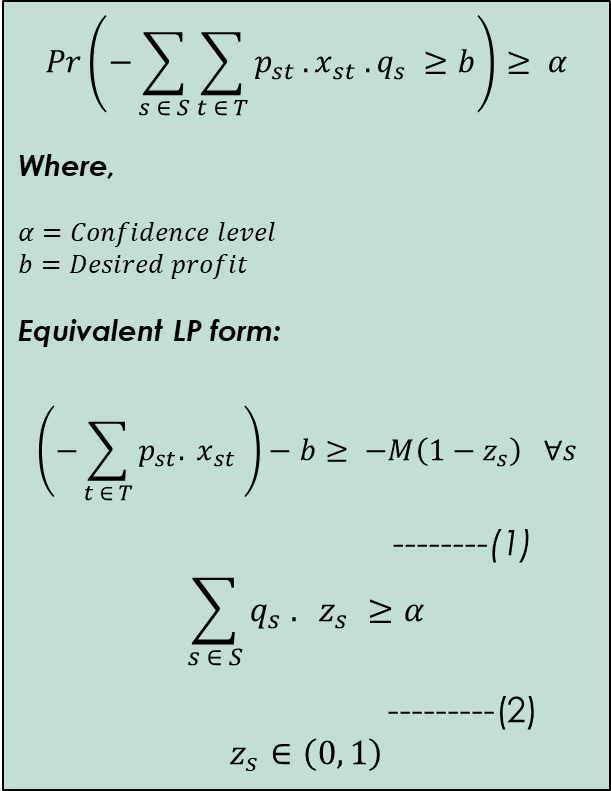 Pr(−∑_{s ∈ S} ∑_{t ∈ T} p_{st} . x_{st} . q_s ≥ b) ≥ α
Where,
α = Confidence level
b = Desired profit
Equivalent LP form:
(−∑_{t ∈ T} p_{st}. x_{st}) − b ≥ −M(1 − z_s) ∀s
--------(1)
∑_{s ∈ S} q_s . z_s ≥ α
---------(2)
z_s ∈ (0, 1)